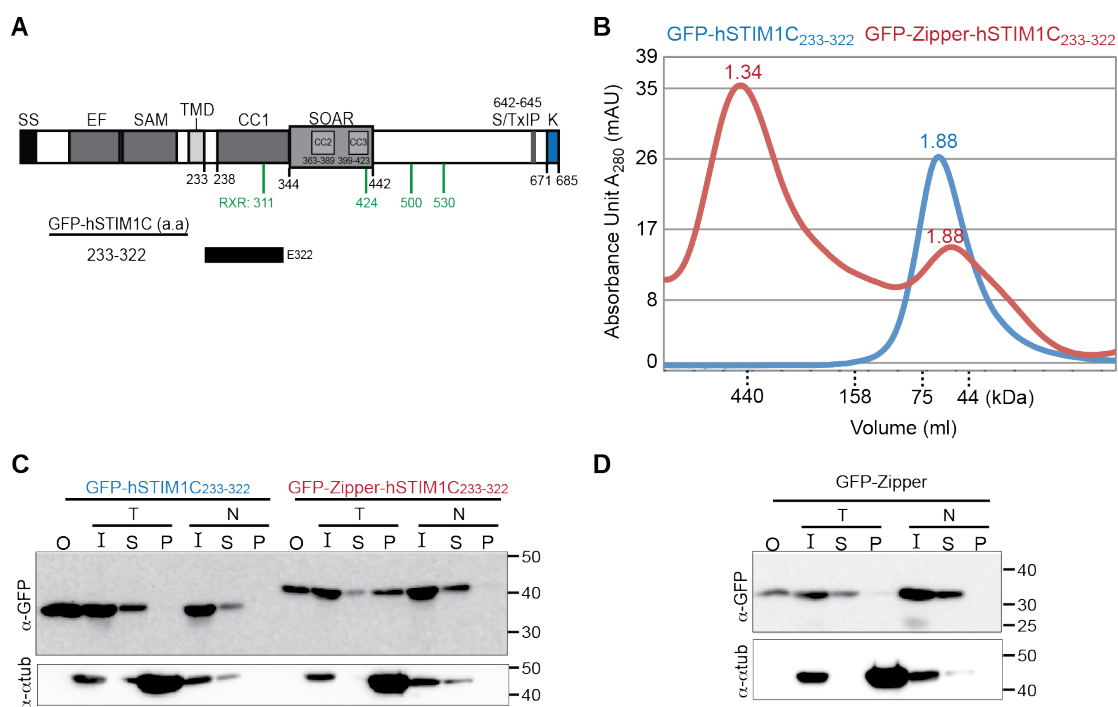 A
642-645
TMD S/TxIP K
SS EF SAM CC1 SOAR
CC2 CC3
363-389 399-423
233 238 344 442 671 685
RXR: 311 424 500 530
GFP-hSTIM1C (a.a)
233-322 E322
B
GFP-hSTIM1C233-322 GFP-Zipper-hSTIM1C233-322
Absorbance Unit A280 (mAU)
39
35
26
17
8
0
1.34
1.88
1.88
440 158 75 44 (kDa)
Volume (ml)
C
GFP-hSTIM1C233-322 GFP-Zipper-hSTIM1C233-322
T N T N
O I S P I S P O I S P I S P
α-GFP
50
40
30
α-αtub
50
40
D
GFP-Zipper
T N
O I S P I S P
α-GFP
40
30
25
α-αtub
50
40